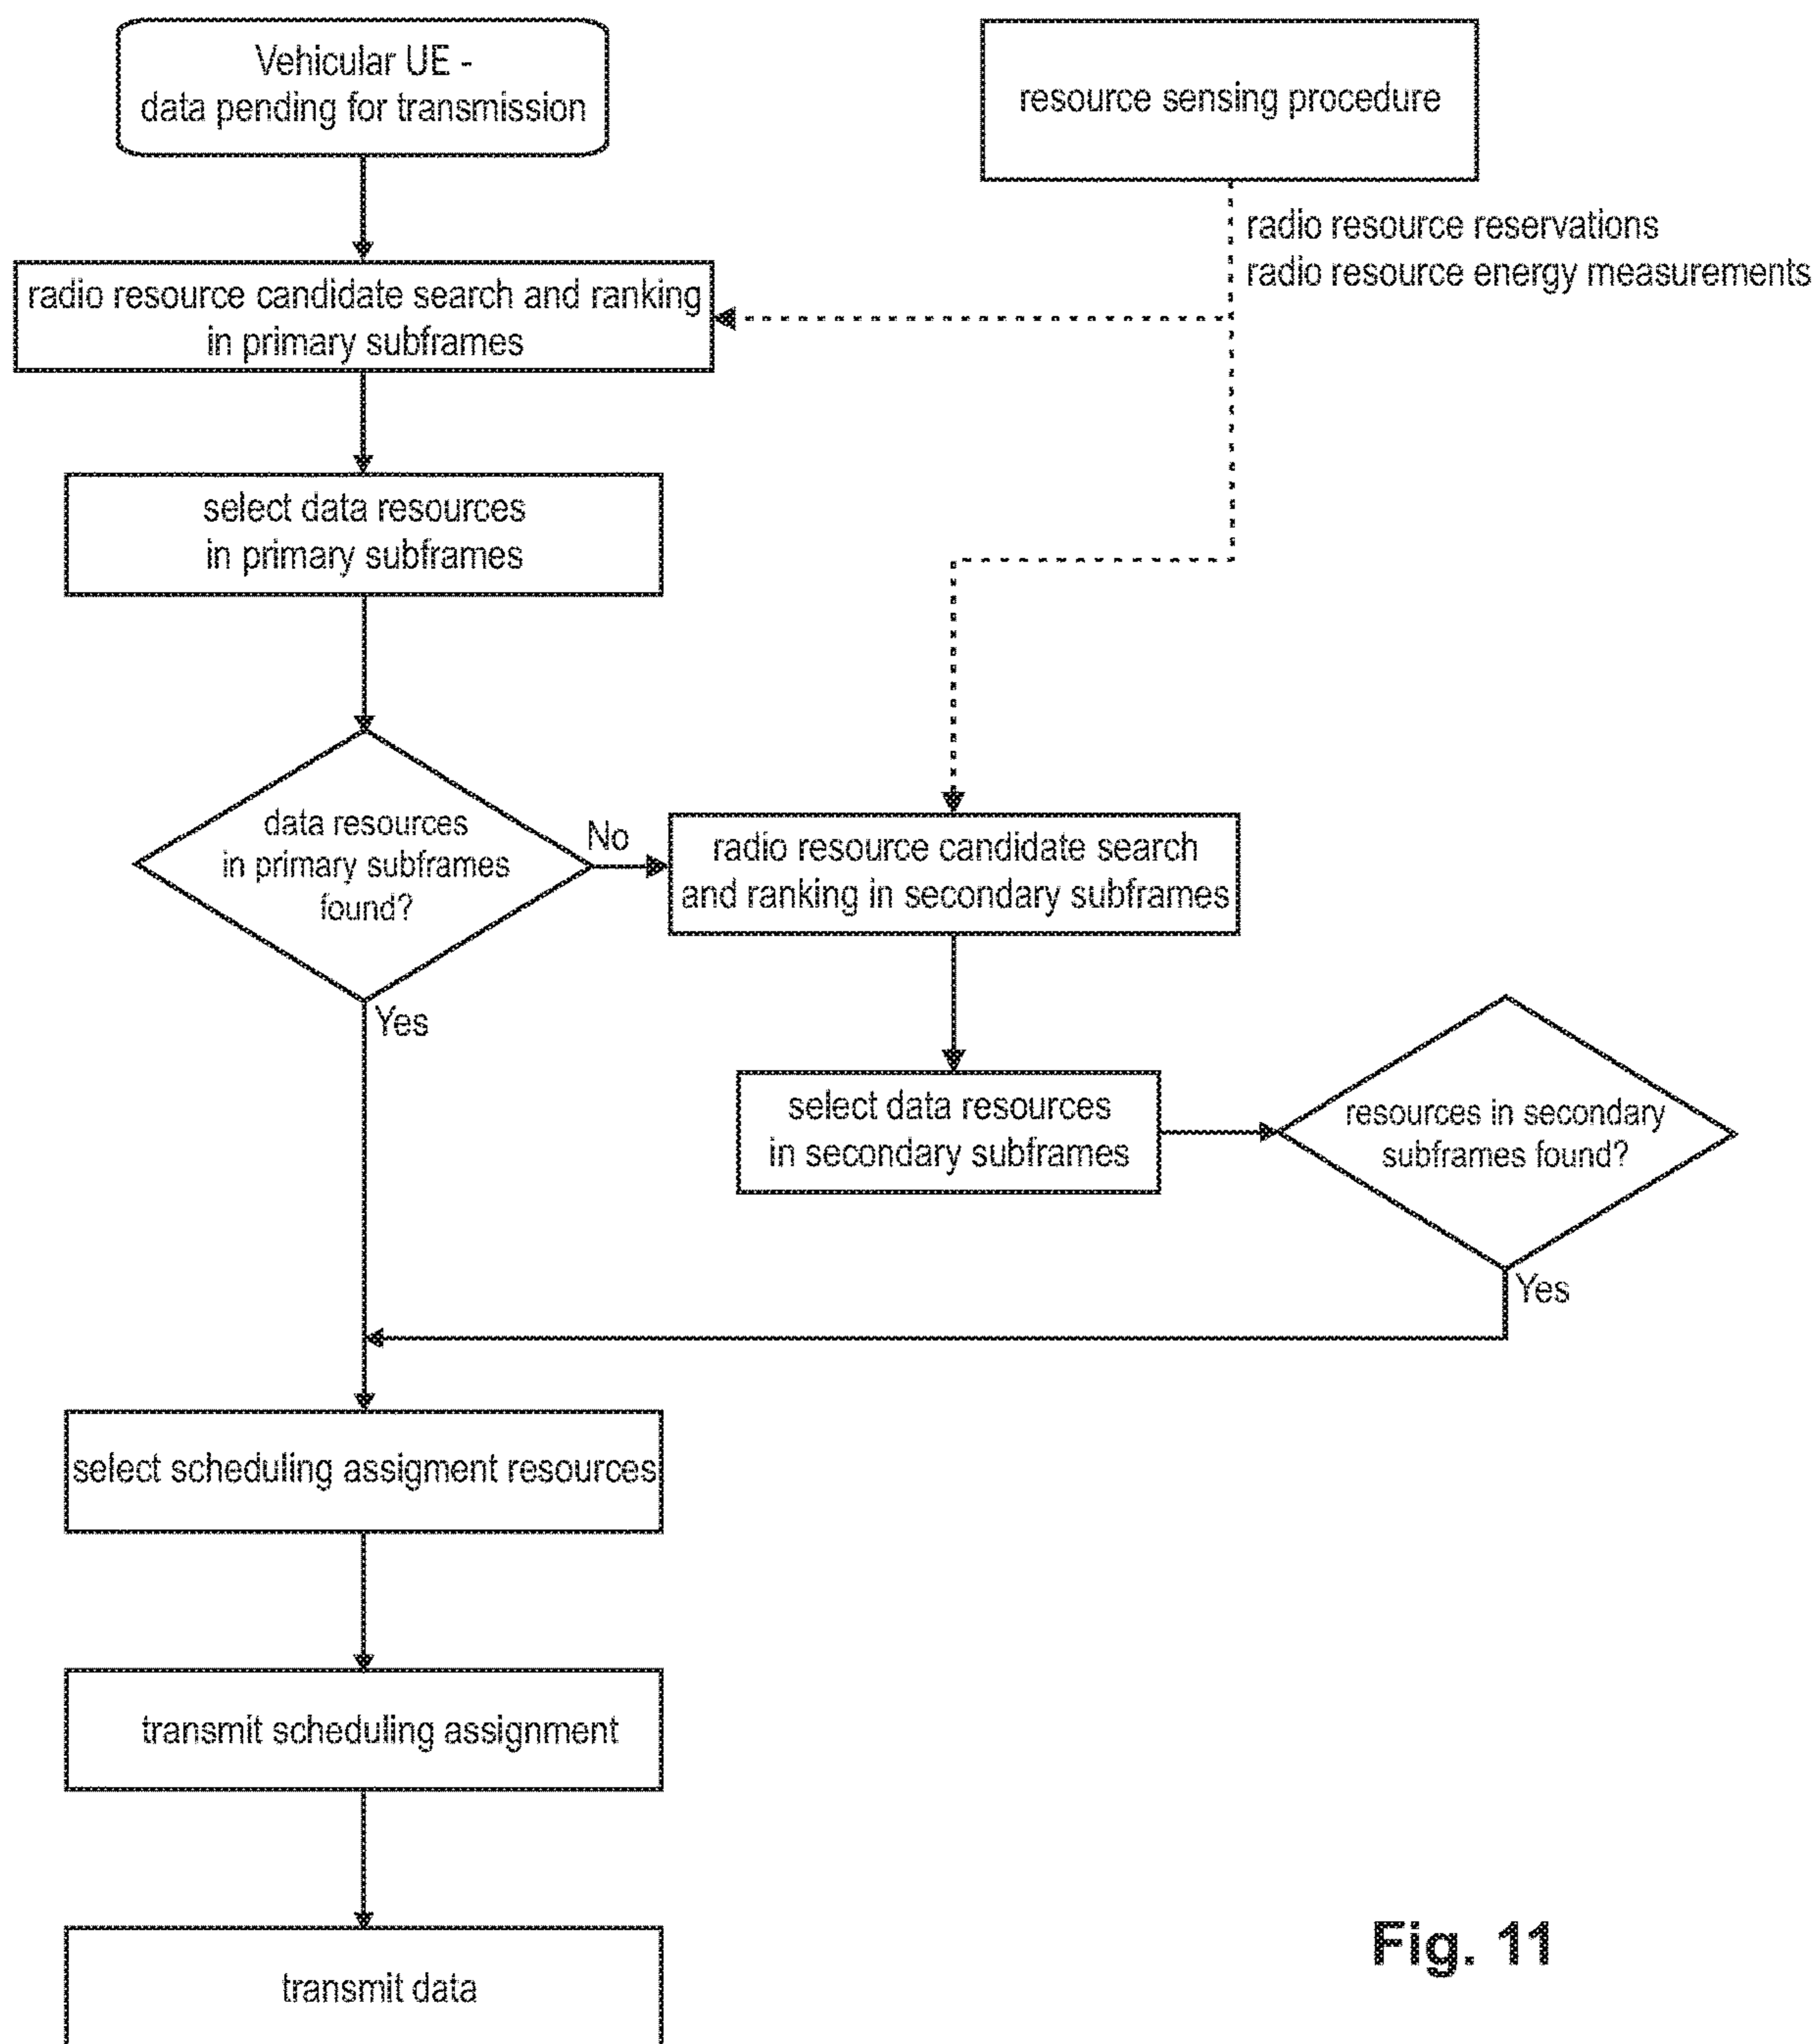 Vehicular UE -
data pending for transmission
resource sensing procedure
radio resource reservations
radio resource energy measurements
radio resource candidate search and ranking
in primary subframes
select data resources
in primary subframes
data resources
in primary subframes
found?
No
radio resource candidate search
and ranking in secondary subframes
Yes
select data resources
in secondary subframes
resources in secondary
subframes found?
Yes
select scheduling assigment resources
transmit scheduling assignment
transmit data
Fig. 11